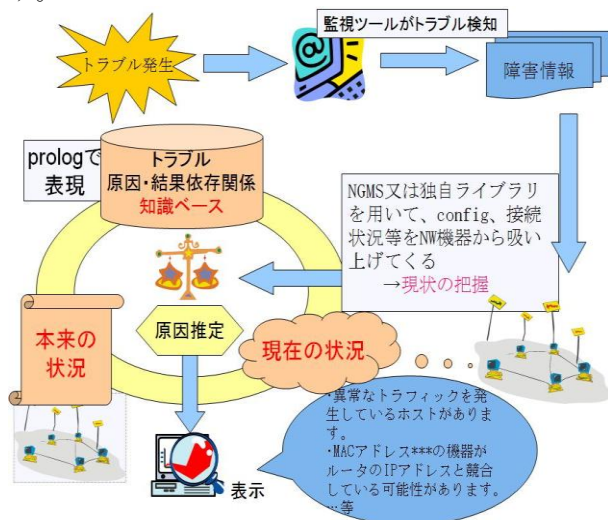 トラブル発生
監視ツールがトラブル検知
障害情報
prologで
表現
トラブル
原因・結果依存関係
知識ベース
NGMS又は独自ライブラリ
を用いて、config、接続
状況等をNW機器から吸い
上げてくる
→現状の把握
本来の
状況
原因推定
現在の状況
・異常なトラフィックを発
生しているホストがありま
す。
・MACアドレス***の機器が
ルータのIPアドレスと競合
している可能性があります。
…等
表示